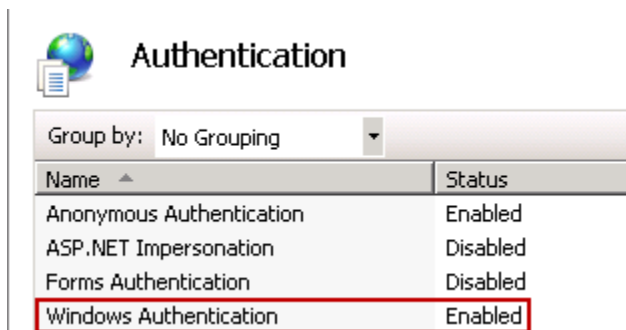 Authentication
Group by: No Grouping
Name Status
Anonymous Authentication Enabled
ASP.NET Impersonation Disabled
Forms Authentication Disabled
Windows Authentication Enabled